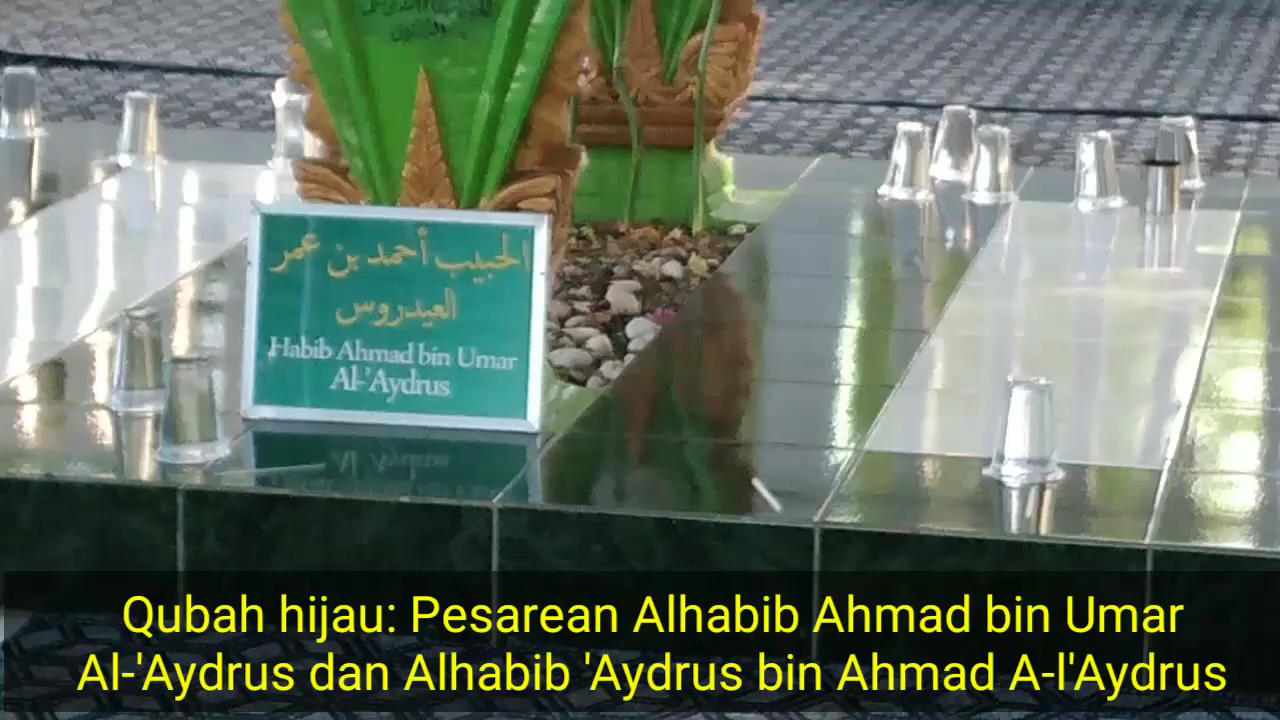 الحبيب أحمد بن عمر
العيدروس
Habib Ahmad bin Umar
Al-'Aydrus
Qubah hijau: Pesarean Alhabib Ahmad bin Umar
Al-'Aydrus dan Alhabib 'Aydrus bin Ahmad A-l'Aydrus